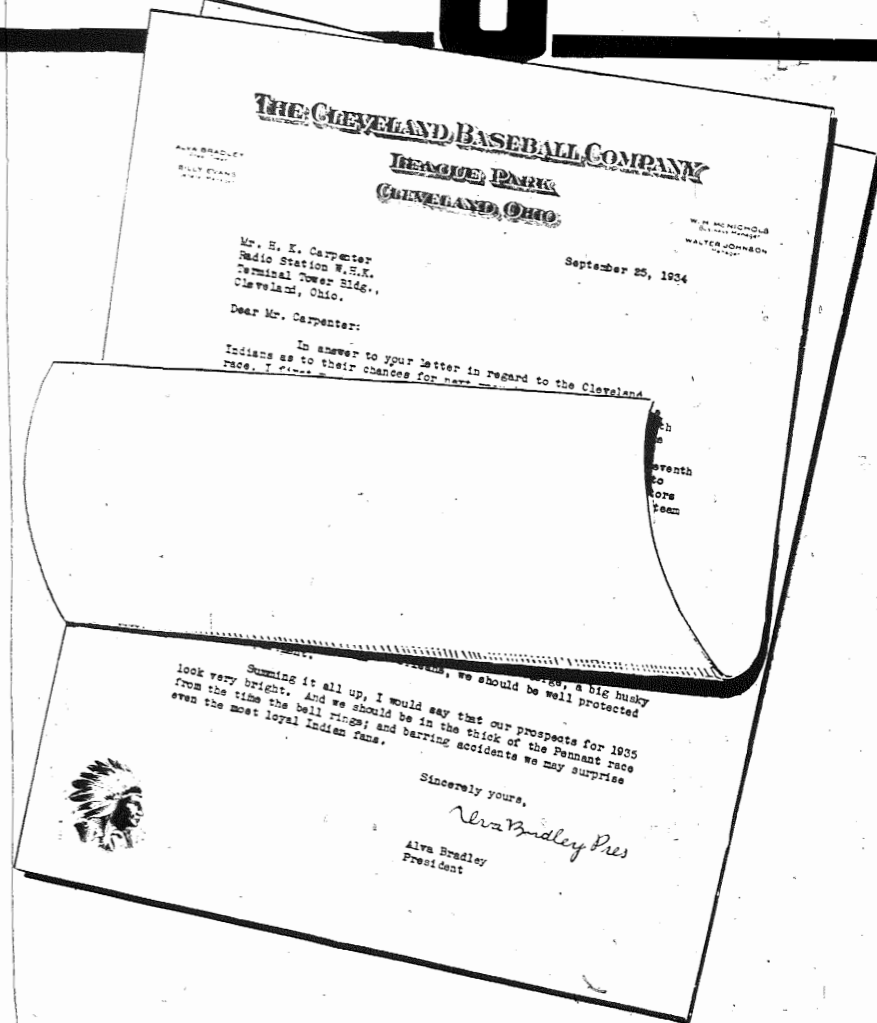 THE CLEVELAND BASEBALL COMPANY
LEAGUE PARK
CLEVELAND, OHIO
ALVA BRADLEY
BILLY EVANS
W. H. McNICHOLS
Business Manager
WALTER JOHNSON
Manager
September 25, 1934
Mr. H. K. Carpenter
Radio Station W.H.K.
Terminal Tower Bldg.,
Cleveland, Ohio.
Dear Mr. Carpenter:
In answer to your letter in regard to the Cleveland
Indians as to their chances for next
race, I first
th
eventh
to
ors
team
we should be well protected
, a big husky
Summing it all up, I would say that our prospects for 1935
look very bright. And we should be in the thick of the Pennant race
from the time the bell rings; and barring accidents we may surprise
even the most loyal Indian fans.
Sincerely yours,
Alva Bradley Pres
Alva Bradley
President